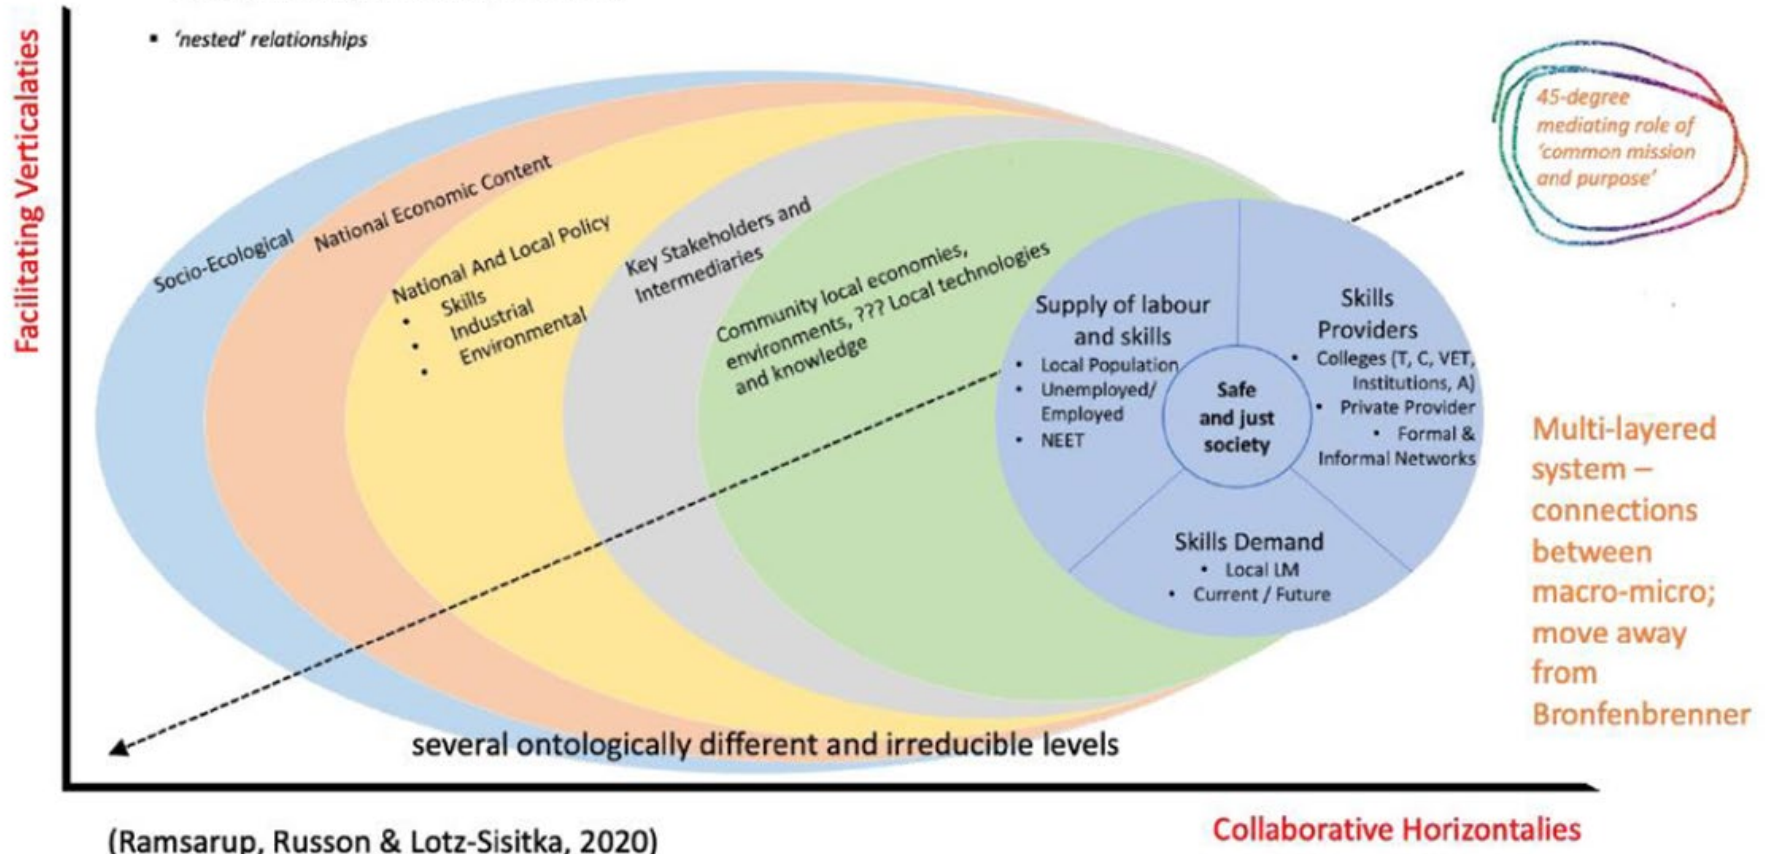 ▪ 'nested' relationships
Facilitating Verticalaties
45-degree
mediating role of
'common mission
and purpose'
Socio-Ecological
National Economic Content
National And Local Policy
• Skills
• Industrial
• Environmental
Key Stakeholders and
Intermediaries
Community local economies,
environments, ??? Local technologies
and knowledge
Supply of labour
and skills
• Local Population
• Unemployed/
Employed
• NEET
Skills
Providers
• Colleges (T, C, VET,
Institutions, A)
• Private Provider
• Formal &
Informal Networks
Safe
and just
society
Skills Demand
• Local LM
• Current / Future
Multi-layered
system –
connections
between
macro-micro;
move away
from
Bronfenbrenner
several ontologically different and irreducible levels
Collaborative Horizontalies
(Ramsarup, Russon & Lotz-Sisitka, 2020)